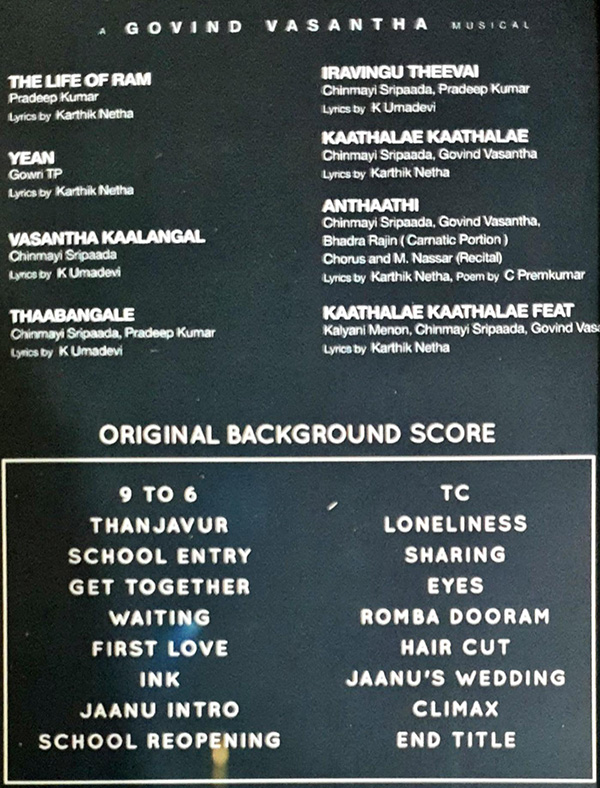 A GOVIND VASANTHA MUSICAL
THE LIFE OF RAM
Pradeep Kumar
Lyrics by Karthik Netha
YEAN
Gowri TP
Lyrics by Karthik Netha
VASANTHA KAALANGAL
Chinmayi Sripaada
Lyrics by K Umadevi
THAABANGALE
Chinmayi Sripaada, Pradeep Kumar
Lyrics by K Umadevi
IRAVINGU THEEVAI
Chinmayi Sripaada, Pradeep Kumar
Lyrics by K Umadevi
KAATHALAE KAATHALAE
Chinmayi Sripaada, Govind Vasantha
Lyrics by Karthik Netha
ANTHAATHI
Chinmayi Sripaada, Govind Vasantha,
Bhadra Rajin ( Carnatic Portion )
Chorus and M. Nassar (Recital)
Lyrics by Karthik Netha, Poem by C Premkumar
KAATHALAE KAATHALAE FEAT
Kalyani Menon, Chinmayi Sripaada, Govind Vasa
Lyrics by Karthik Netha
ORIGINAL BACKGROUND SCORE
9 TO 6
THANJAVUR
SCHOOL ENTRY
GET TOGETHER
WAITING
FIRST LOVE
INK
JAANU INTRO
SCHOOL REOPENING
TC
LONELINESS
SHARING
EYES
ROMBA DOORAM
HAIR CUT
JAANU'S WEDDING
CLIMAX
END TITLE